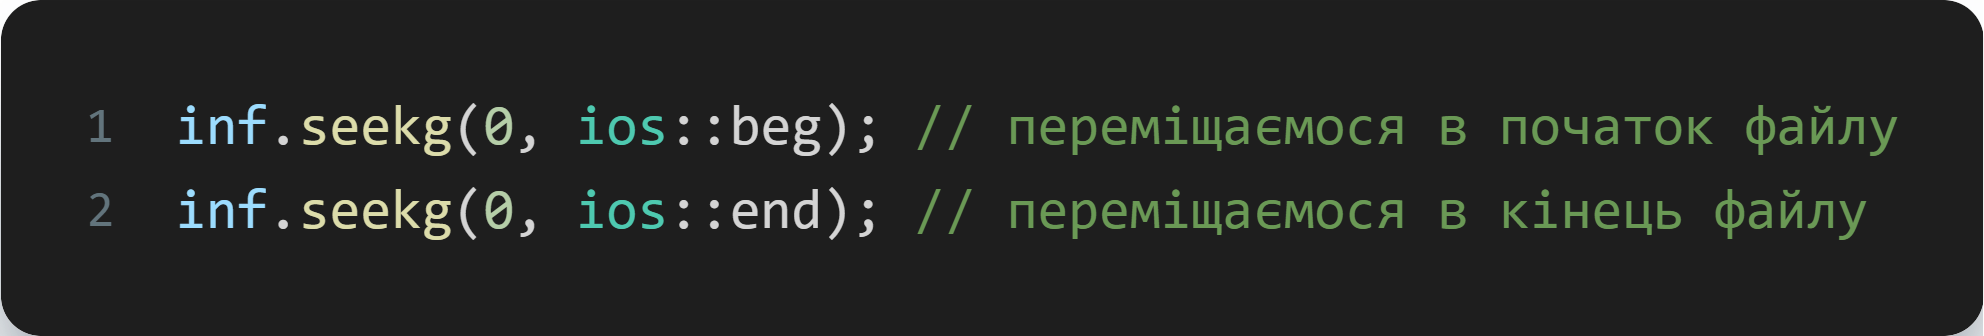 1 inf.seekg(0, ios::beg); // переміщаємося в початок файлу
2 inf.seekg(0, ios::end); // переміщаємося в кінець файлу